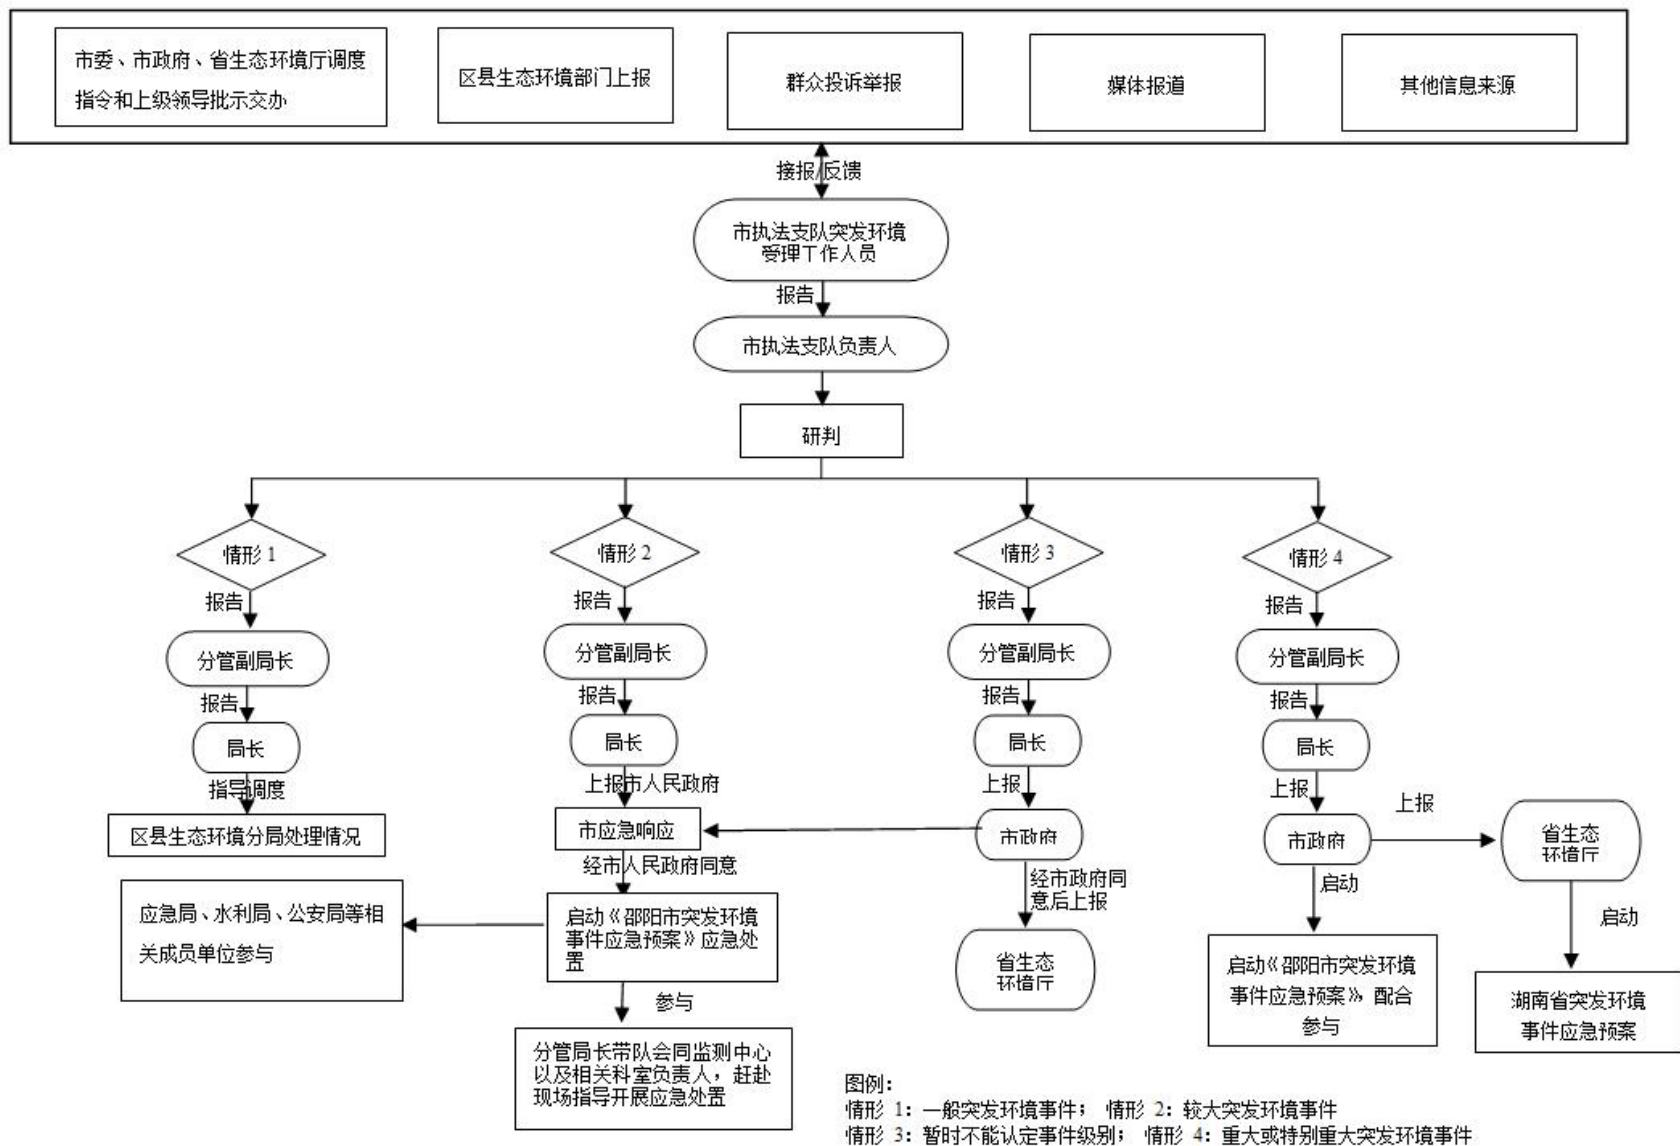 市委、市政府、省生态环境厅调度
指令和上级领导批示交办
区县生态环境部门上报
群众投诉举报
媒体报道
其他信息来源
接报/反馈
市执法支队突发环境
受理工作人员
报告
市执法支队负责人
研判
情形 1
情形 2
情形 3
情形 4
报告
报告
报告
报告
分管副局长
分管副局长
分管副局长
分管副局长
报告
报告
报告
报告
局长
局长
局长
局长
指导调度
上报市人民政府
上报
上报
上报
区县生态环境分局处理情况
市应急响应
市政府
市政府
省生态
环境厅
经市人民政府同意
经市政府同
意后上报
启动
启动
应急局、水利局、公安局等相
关成员单位参与
启动《邵阳市突发环境
事件应急预案》应急处
置
省生态
环境厅
启动《邵阳市突发环境
事件应急预案》,配合
参与
湖南省突发环境
事件应急预案
参与
分管局长带队会同监测中心
以及相关科室负责人，赶赴
现场指导开展应急处置
图例：
情形 1：一般突发环境事件； 情形 2：较大突发环境事件
情形 3：暂时不能认定事件级别； 情形 4：重大或特别重大突发环境事件